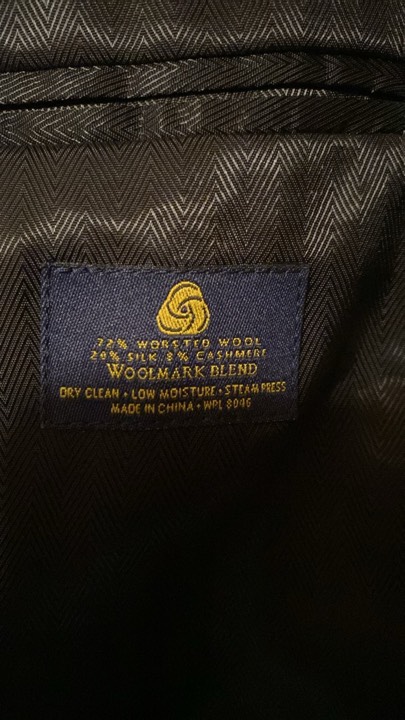 72% WORSTED WOOL
20% SILK 8% CASHMERE
WOOLMARK BLEND
DRY CLEAN • LOW MOISTURE • STEAM PRESS
MADE IN CHINA • WPL